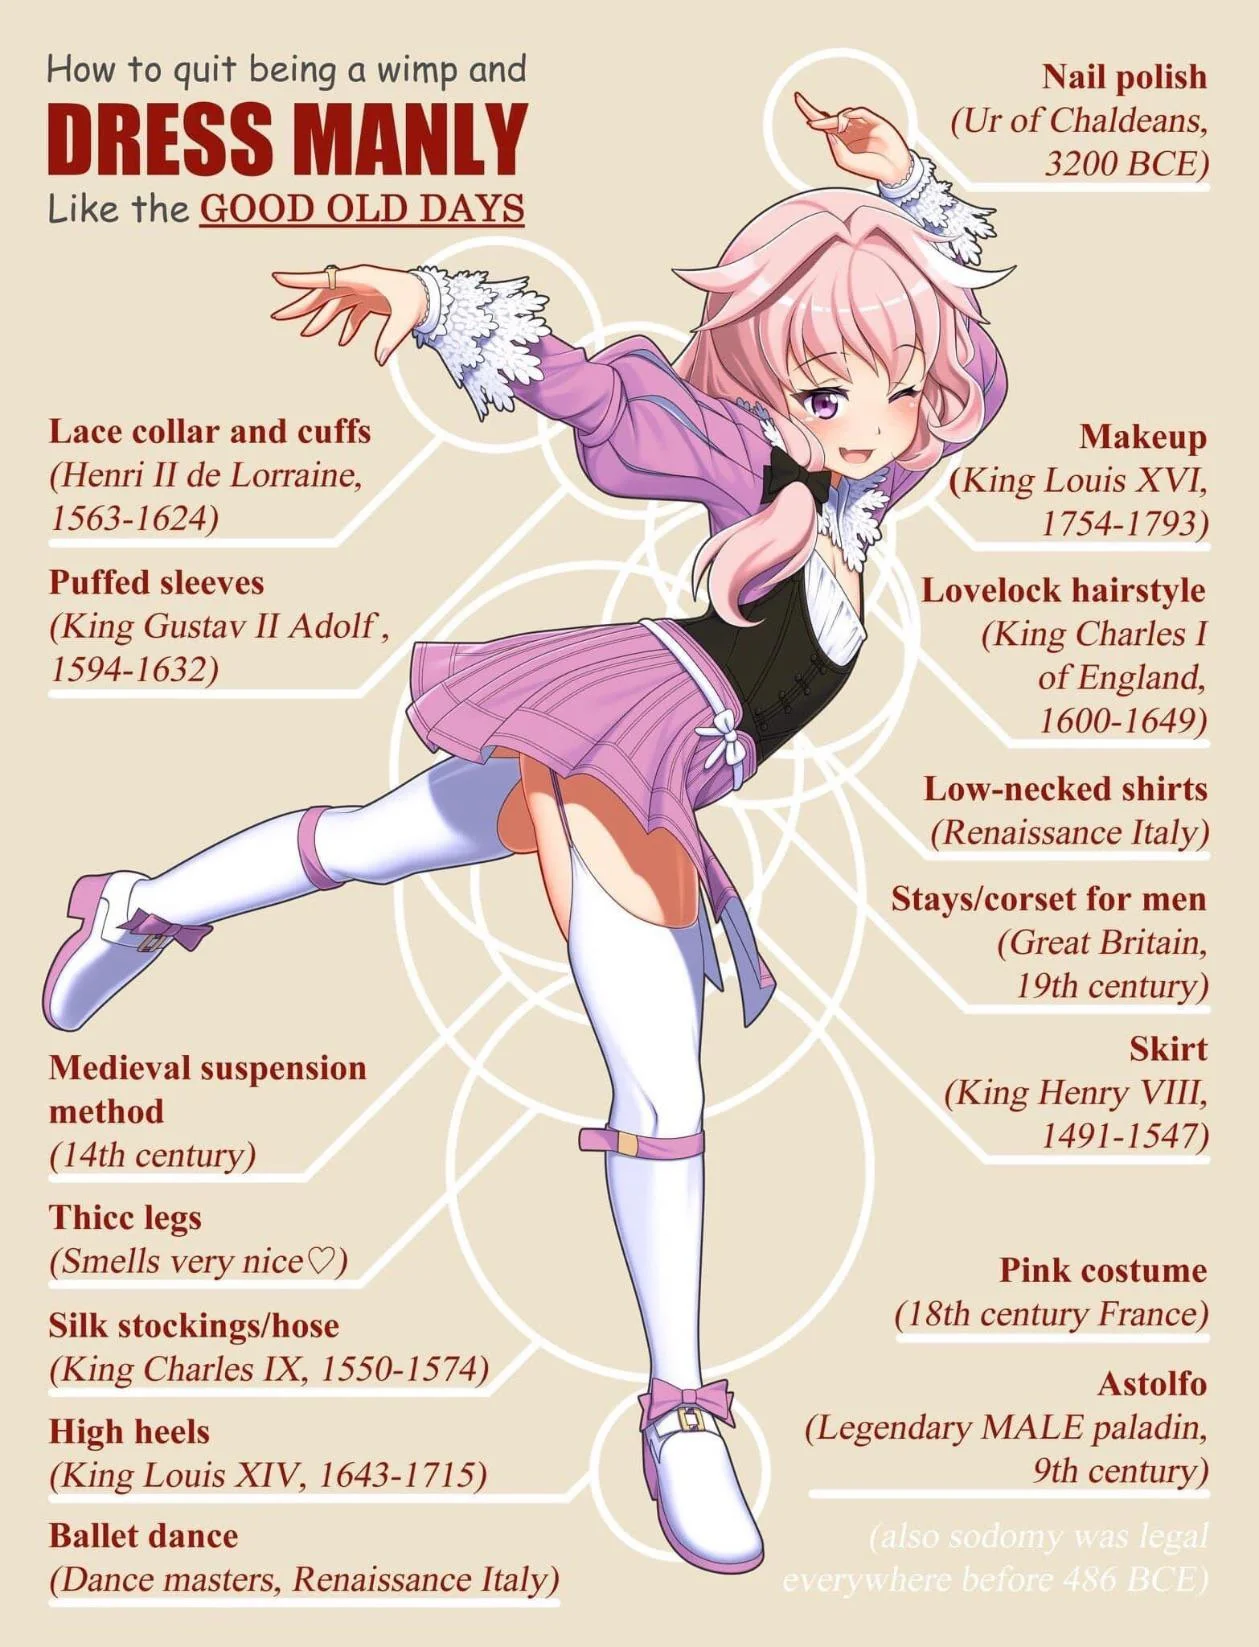 How to quit being a wimp and
DRESS MANLY
Like the GOOD OLD DAYS
Lace collar and cuffs
(Henri II de Lorraine,
1563-1624)
Puffed sleeves
(King Gustav II Adolf,
1594-1632)
Medieval suspension
method
(14th century)
Thicc legs
(Smells very nice♡)
Silk stockings/hose
(King Charles IX, 1550-1574)
High heels
(King Louis XIV, 1643-1715)
Ballet dance
(Dance masters, Renaissance Italy)
Nail polish
(Ur of Chaldeans,
3200 BCE)
Makeup
(King Louis XVI,
1754-1793)
Lovelock hairstyle
(King Charles I
of England,
1600-1649)
Low-necked shirts
(Renaissance Italy)
Stays/corset for men
(Great Britain,
19th century)
Skirt
(King Henry VIII,
1491-1547)
Pink costume
(18th century France)
Astolfo
(Legendary MALE paladin,
9th century)
(also sodomy was legal
everywhere before 486 BCE)